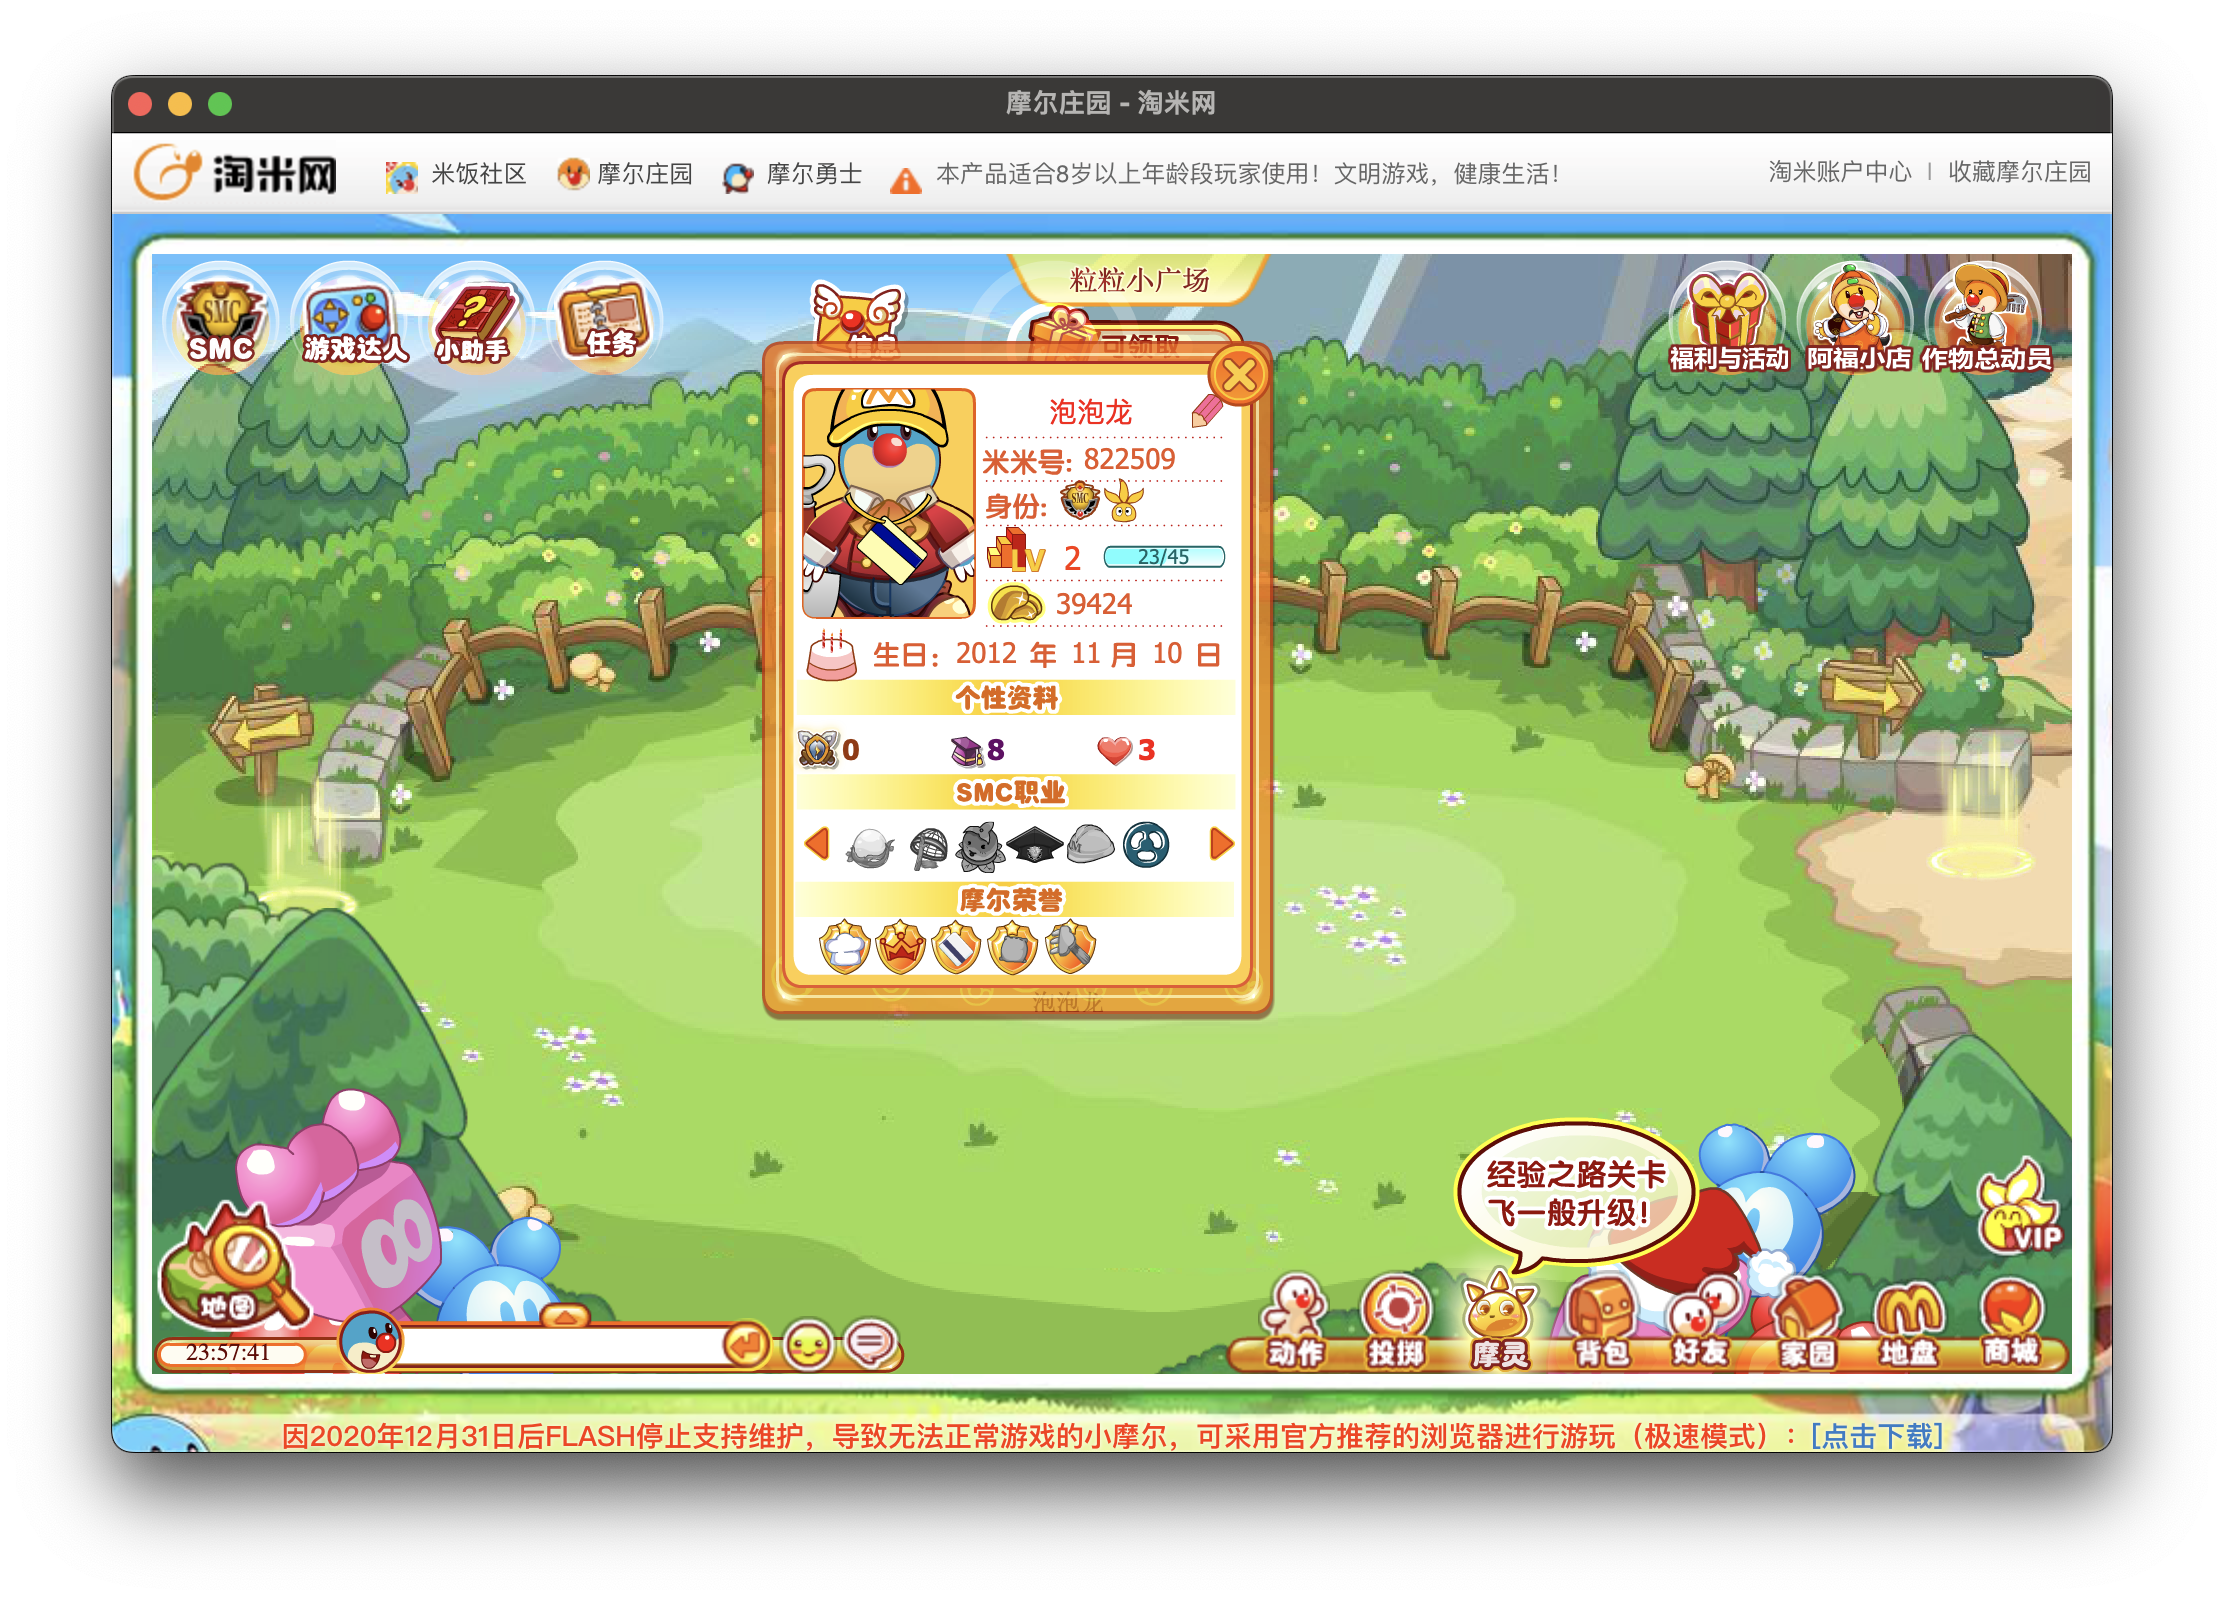 摩尔庄园 - 淘米网
淘米网
米饭社区
摩尔庄园
摩尔勇士
本产品适合8岁以上年龄段玩家使用！文明游戏，健康生活！
淘米账户中心 | 收藏摩尔庄园
SMC
SMC
游戏达人
小助手
任务
信息
粒粒小广场
可领取
福利与活动
阿福小店
作物总动员
泡泡龙
米米号: 822509
身份: SMC
LV 2 23/45
39424
生日: 2012 年 11 月 10 日
个性资料
0 8 3
SMC职业
摩尔荣誉
泡泡龙
经验之路关卡
飞一般升级!
VIP
地图
23:57:41
动作
投掷
摩灵
背包
好友
家园
地盘
商城
因2020年12月31日后FLASH停止支持维护，导致无法正常游戏的小摩尔，可采用官方推荐的浏览器进行游玩（极速模式）：[点击下载]